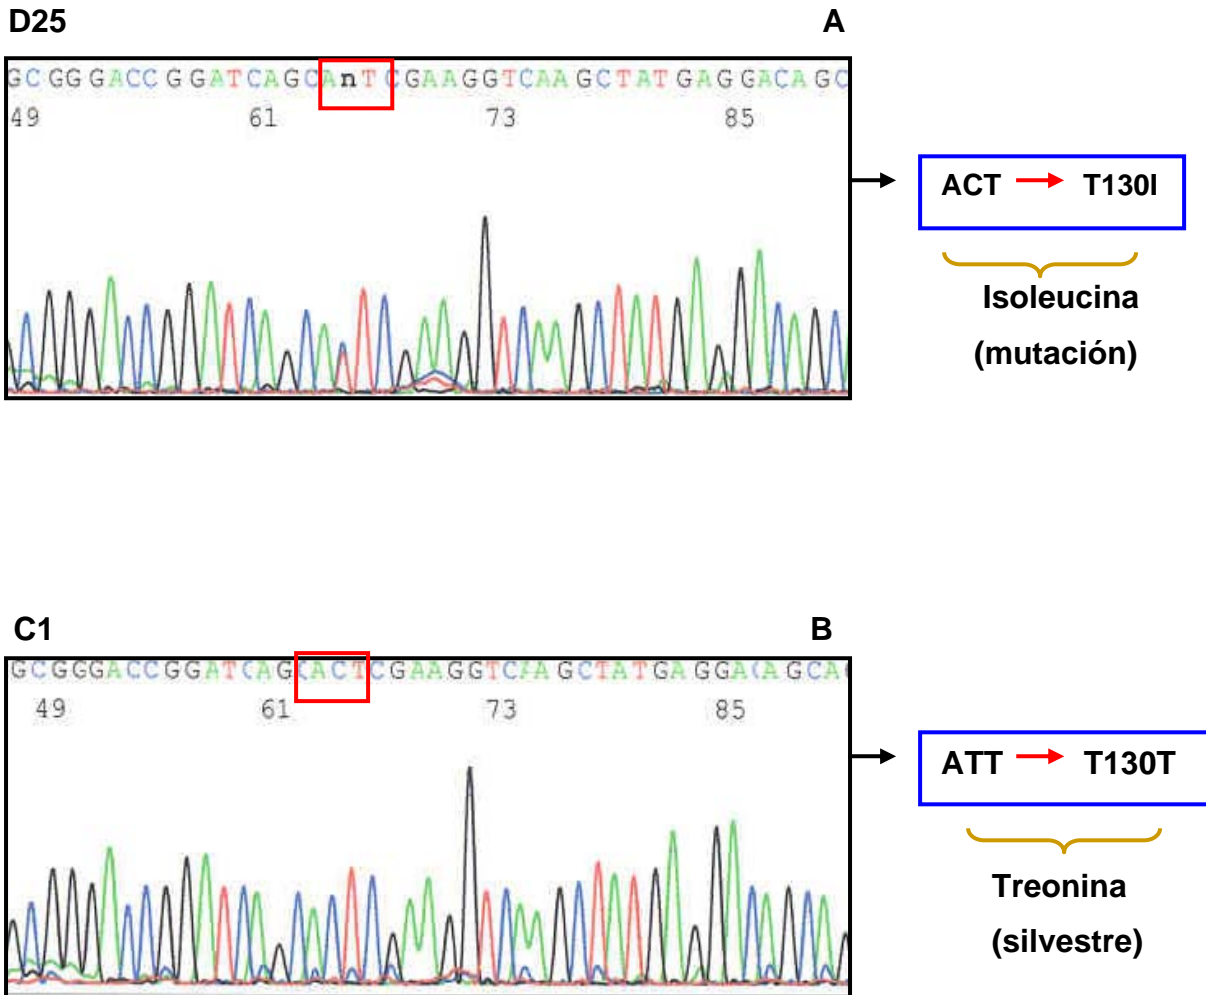 D25 A
GCGGGACCGGATCAGCAnTCGAAGGTCAAGCTATGAGGACAGC
49 61 73 85
ACT T130I
Isoleucina
(mutación)
C1 B
GCGGGACCGGATCAGCACTCGAAGGTCAAGCTATGAGGACAGCA
49 61 73 85
ATT T130T
Treonina
(silvestre)